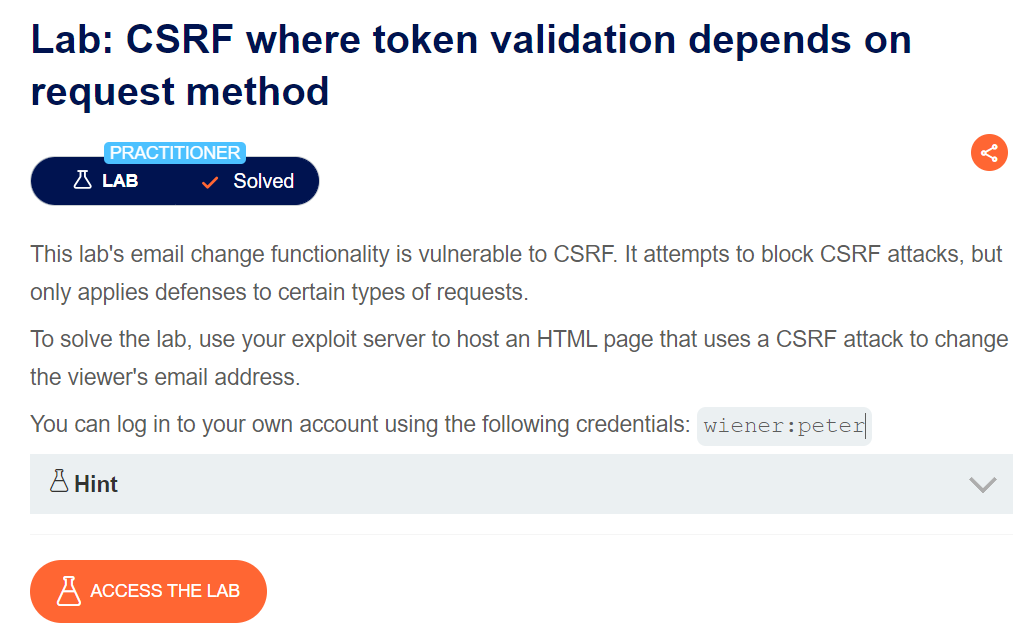 Lab: CSRF where token validation depends on
request method
PRACTITIONER
LAB Solved
This lab's email change functionality is vulnerable to CSRF. It attempts to block CSRF attacks, but
only applies defenses to certain types of requests.
To solve the lab, use your exploit server to host an HTML page that uses a CSRF attack to change
the viewer's email address.
You can log in to your own account using the following credentials: wiener:peter
Hint
ACCESS THE LAB